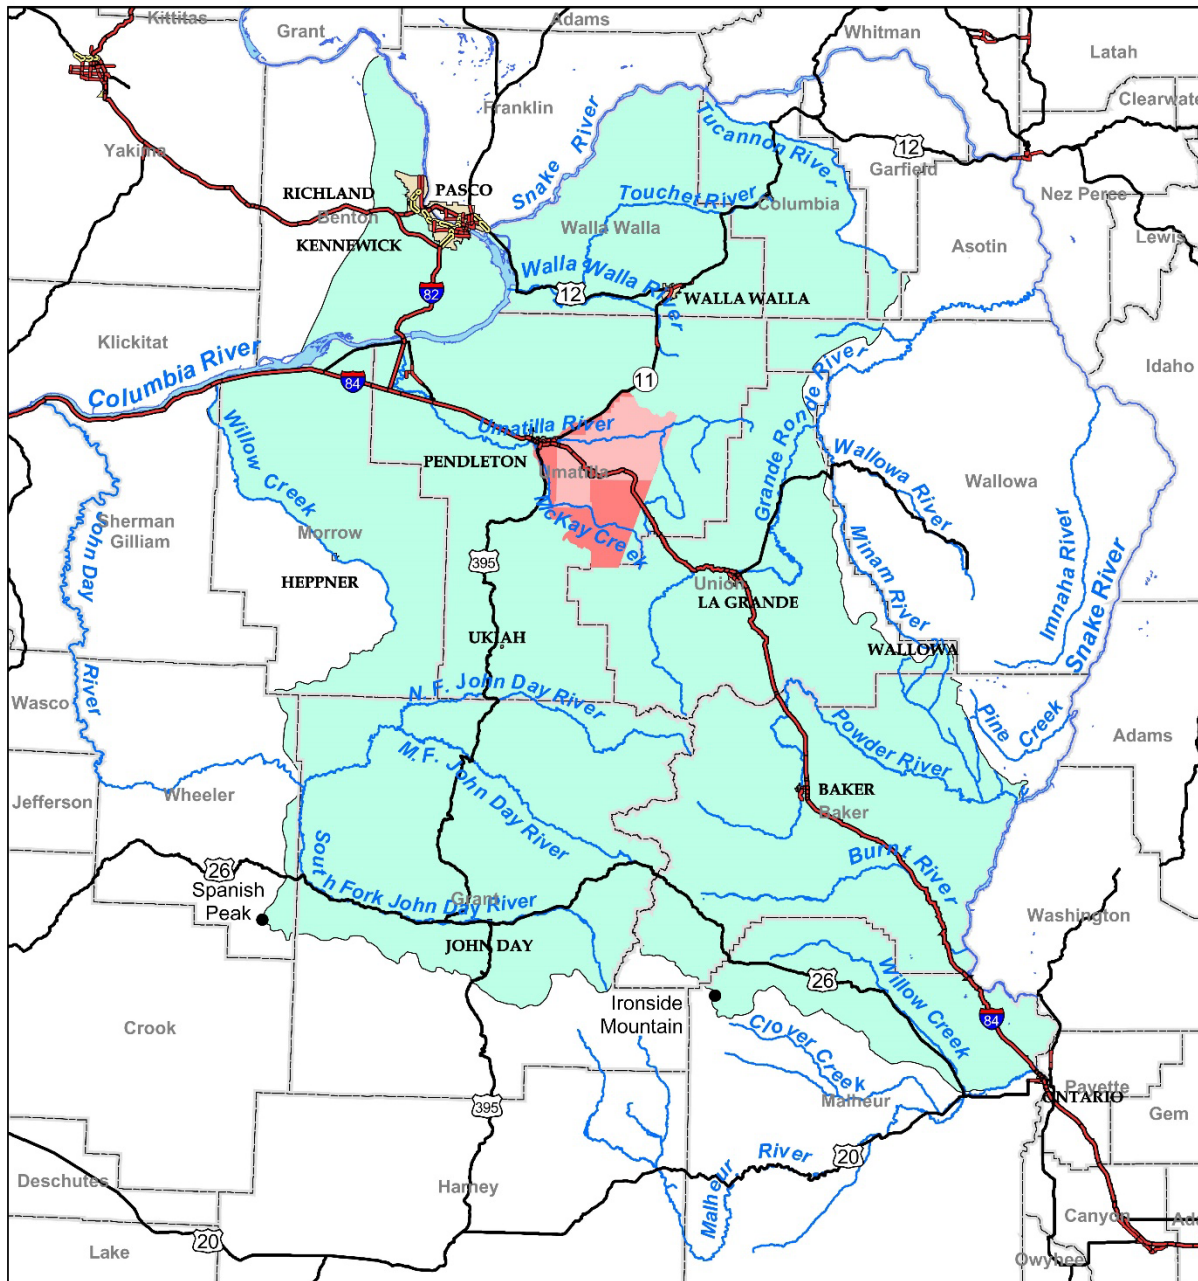 Kittitas
Grant
Adams
Whitman
Latah
Clearwate
Franklin
Yakima
Snake River
Tucannon River
12
Garfield
Nez Perce
RICHLAND
PASCO
Benton
Touchet River
Columbia
Walla Walla
Lewis
KENNEWICK
Asotin
Walla Walla River
82
12
WALLA WALLA
Klickitat
Columbia River
Idaho
84
11
Grande Ronde River
Willow Creek
Umatilla River
PENDLETON
Umatilla
Wallowa River
Wallowa
McKay Creek
Sherman
Gilliam
John Day River
Morrow
Minam River
Imnaha River
Snake River
395
HEPPNER
Union
LA GRANDE
UKIAH
WALLOWA
N. F. John Day River
Wasco
Pine Creek
Powder River
Adams
M.F. John Day River
Jefferson
Wheeler
BAKER
Baker
South Fork John Day River
Burnt River
26
Spanish
Peak
Grant
Washington
JOHN DAY
26
Willow Creek
Ironside
Mountain
84
Crook
Clover Creek
Payette
ONTARIO
Malheur
395
Gem
River
20
Deschutes
Harney
Malheur
Canyon
Ad
20
Lake
Owyhee